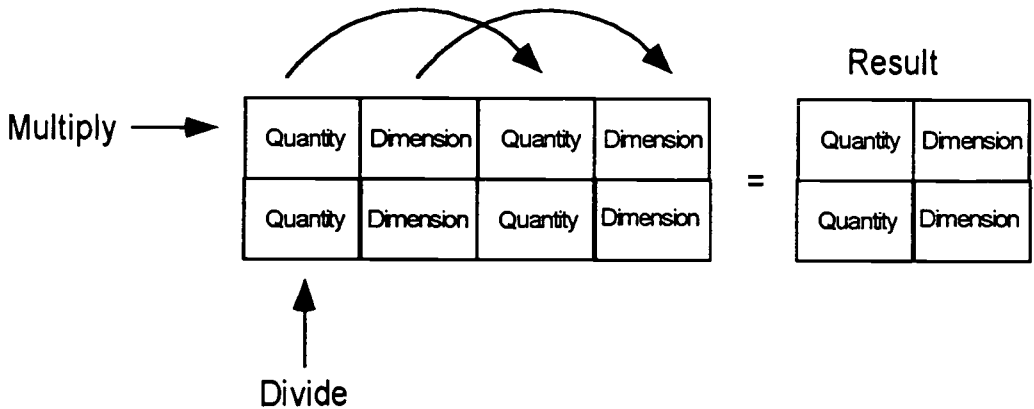 Result
Multiply
Quantity Dimension Quantity Dimension Quantity Dimension
=
Quantity Dimension Quantity Dimension Quantity Dimension
Divide